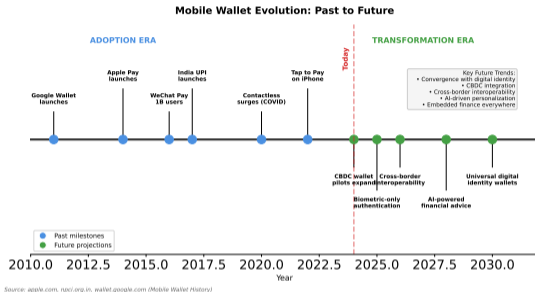 Mobile Wallet Evolution: Past to Future
ADOPTION ERA
TRANSFORMATION ERA
Today
Google Wallet
launches
Apple Pay
launches
WeChat Pay
1B users
India UPI
launches
Contactless
surges (COVID)
Tap to Pay
on iPhone
Key Future Trends:
• Convergence with digital identity
• CBDC integration
• Cross-border interoperability
• AI-driven personalization
• Embedded finance everywhere
CBDC wallet
pilots expand
Cross-border
interoperability
Universal digital
identity wallets
Biometric-only
authentication
AI-powered
financial advice
Past milestones
Future projections
2010.0 2012.5 2015.0 2017.5 2020.0 2022.5 2025.0 2027.5 2030.0
Year
Source: apple.com, npci.org.in, wallet.google.com (Mobile Wallet History)